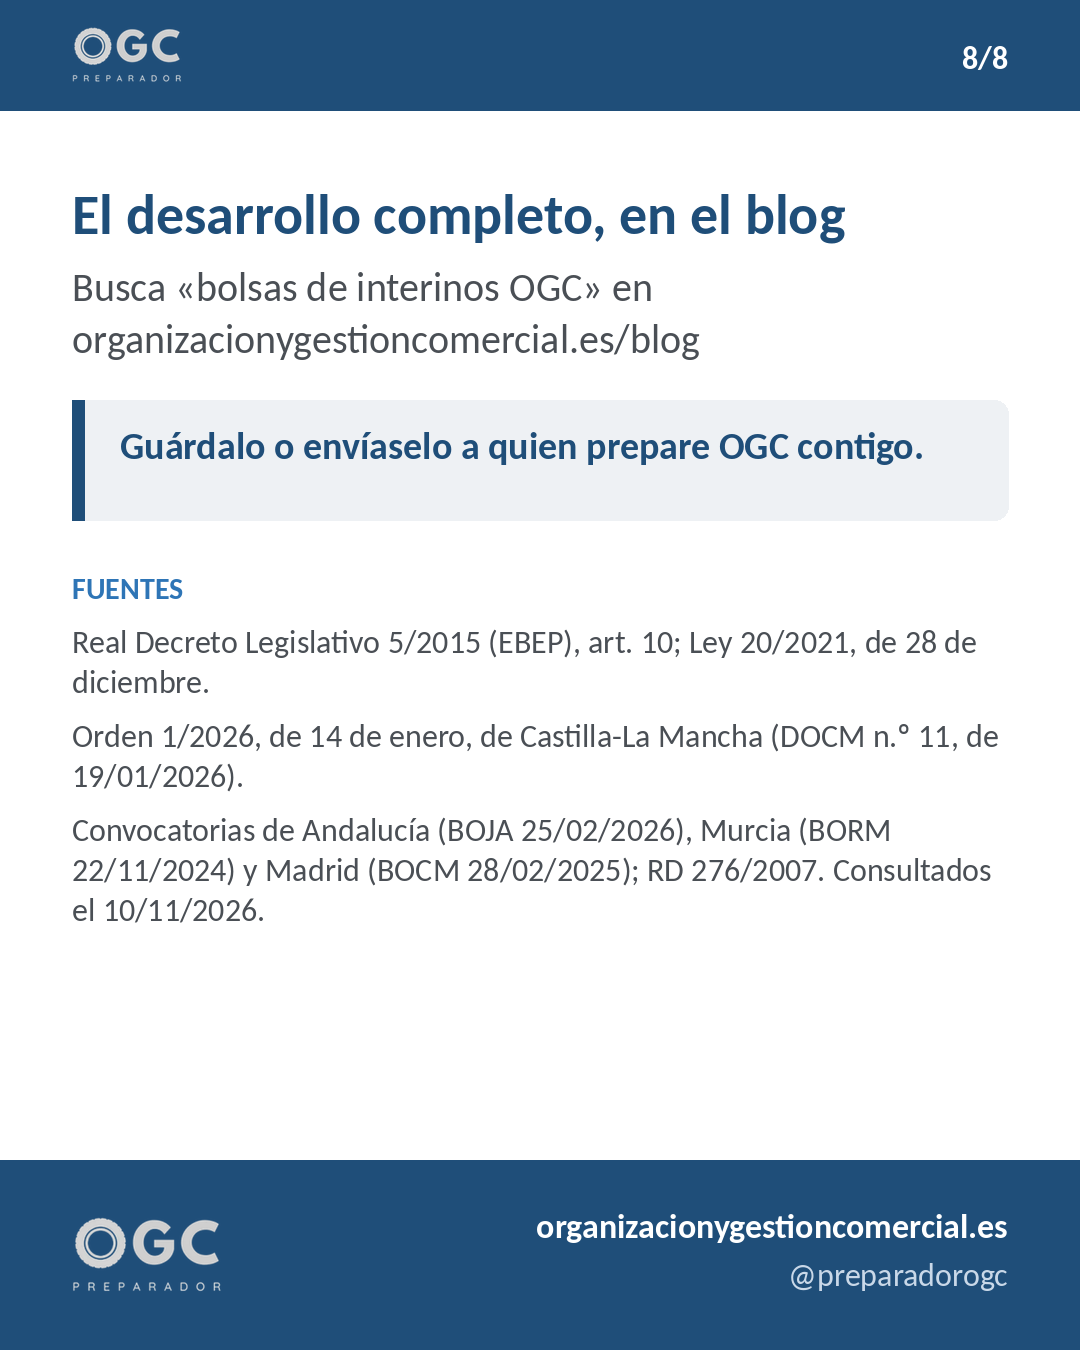 OGC
PREPARADOR
8/8
El desarrollo completo, en el blog
Busca «bolsas de interinos OGC» en
organizacionygestioncomercial.es/blog
Guárdalo o envíaselo a quien prepare OGC contigo.
FUENTES
Real Decreto Legislativo 5/2015 (EBEP), art. 10; Ley 20/2021, de 28 de
diciembre.
Orden 1/2026, de 14 de enero, de Castilla-La Mancha (DOCM n.º 11, de
19/01/2026).
Convocatorias de Andalucía (BOJA 25/02/2026), Murcia (BORM
22/11/2024) y Madrid (BOCM 28/02/2025); RD 276/2007. Consultados
el 10/11/2026.
OGC
PREPARADOR
organizacionygestioncomercial.es
@preparadorogc